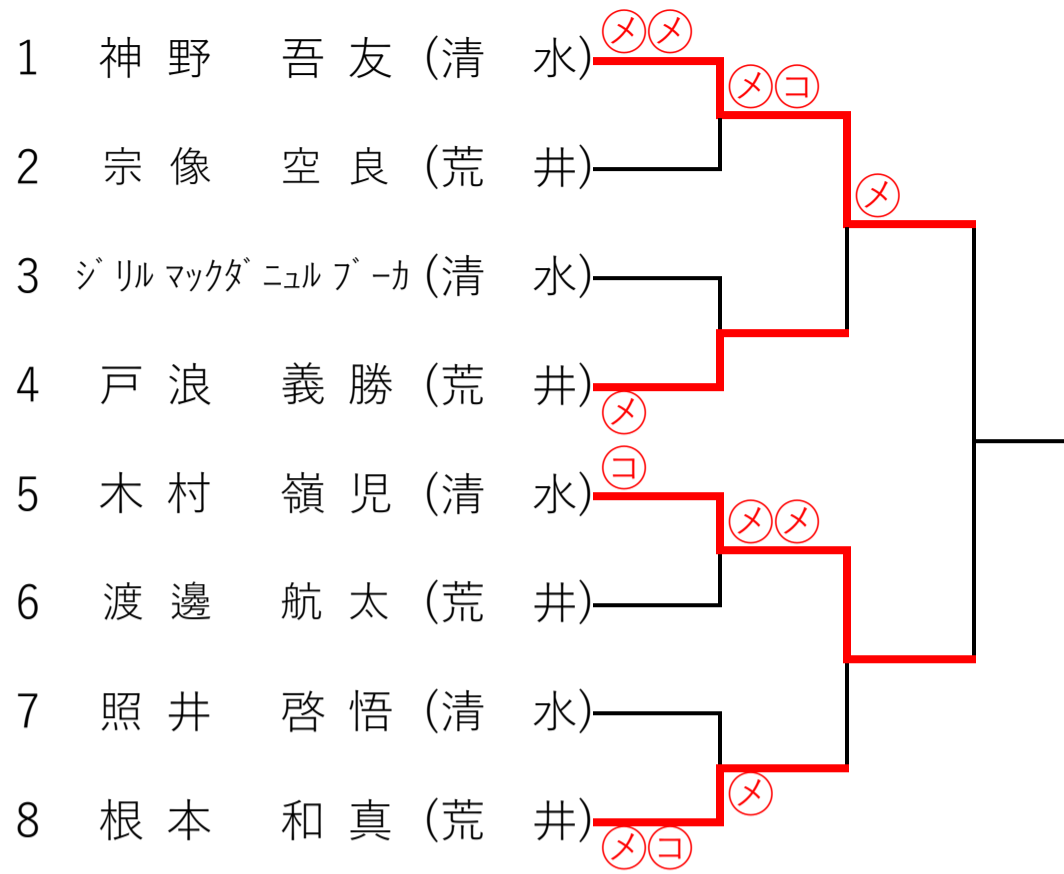 ㋱㋱
1 神野 吾友 (清 水)
㋱㋙
2 宗像 空良 (荒 井)
㋱
3 ｼﾞﾘﾙ ﾏｯｸﾀﾞﾆｭﾙ ﾌﾞｰｶ (清 水)
4 戸浪 義勝 (荒 井)
㋱
㋙
5 木村 嶺児 (清 水)
㋱㋱
6 渡邊 航太 (荒 井)
7 照井 啓悟 (清 水)
㋱
8 根本 和真 (荒 井)
㋱㋙